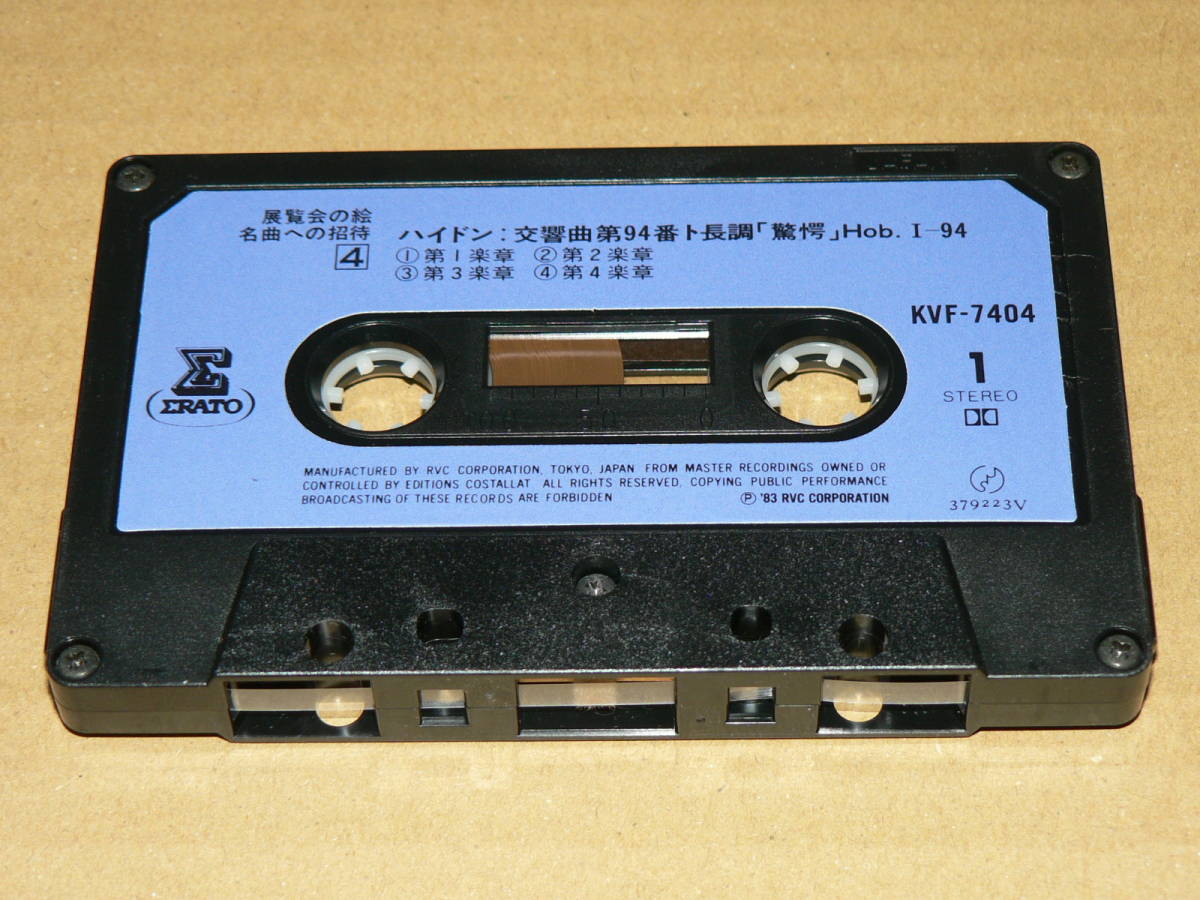 展覧会の絵
名曲への招待
4
ハイドン:交響曲第94番ト長調「驚愕」Hob. I-94
①第1楽章 ②第2楽章
③第3楽章 ④第4楽章
KVF-7404
1
STEREO
ERATO
100 50 0
MANUFACTURED BY RVC CORPORATION, TOKYO, JAPAN FROM MASTER RECORDINGS OWNED OR
CONTROLLED BY EDITIONS COSTALLAT. ALL RIGHTS RESERVED, COPYING PUBLIC PERFORMANCE
BROADCASTING OF THESE RECORDS ARE FORBIDDEN
Ⓟ '83 RVC CORPORATION
379223V